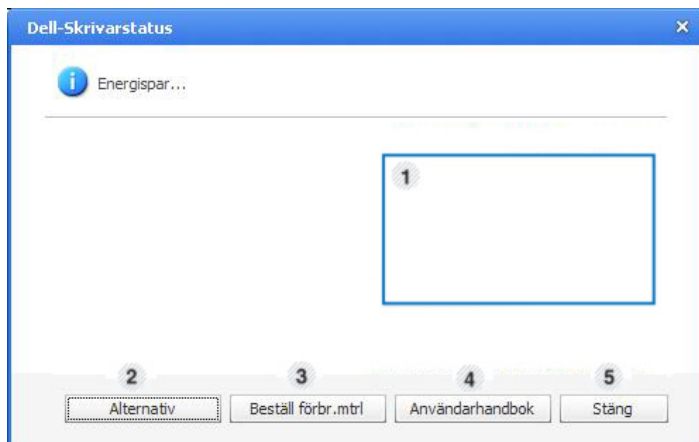 Dell-Skrivarstatus
Energispar...
1
2 3 4 5
Alternativ Beställ förbr.mtrl Användarhandbok Stäng